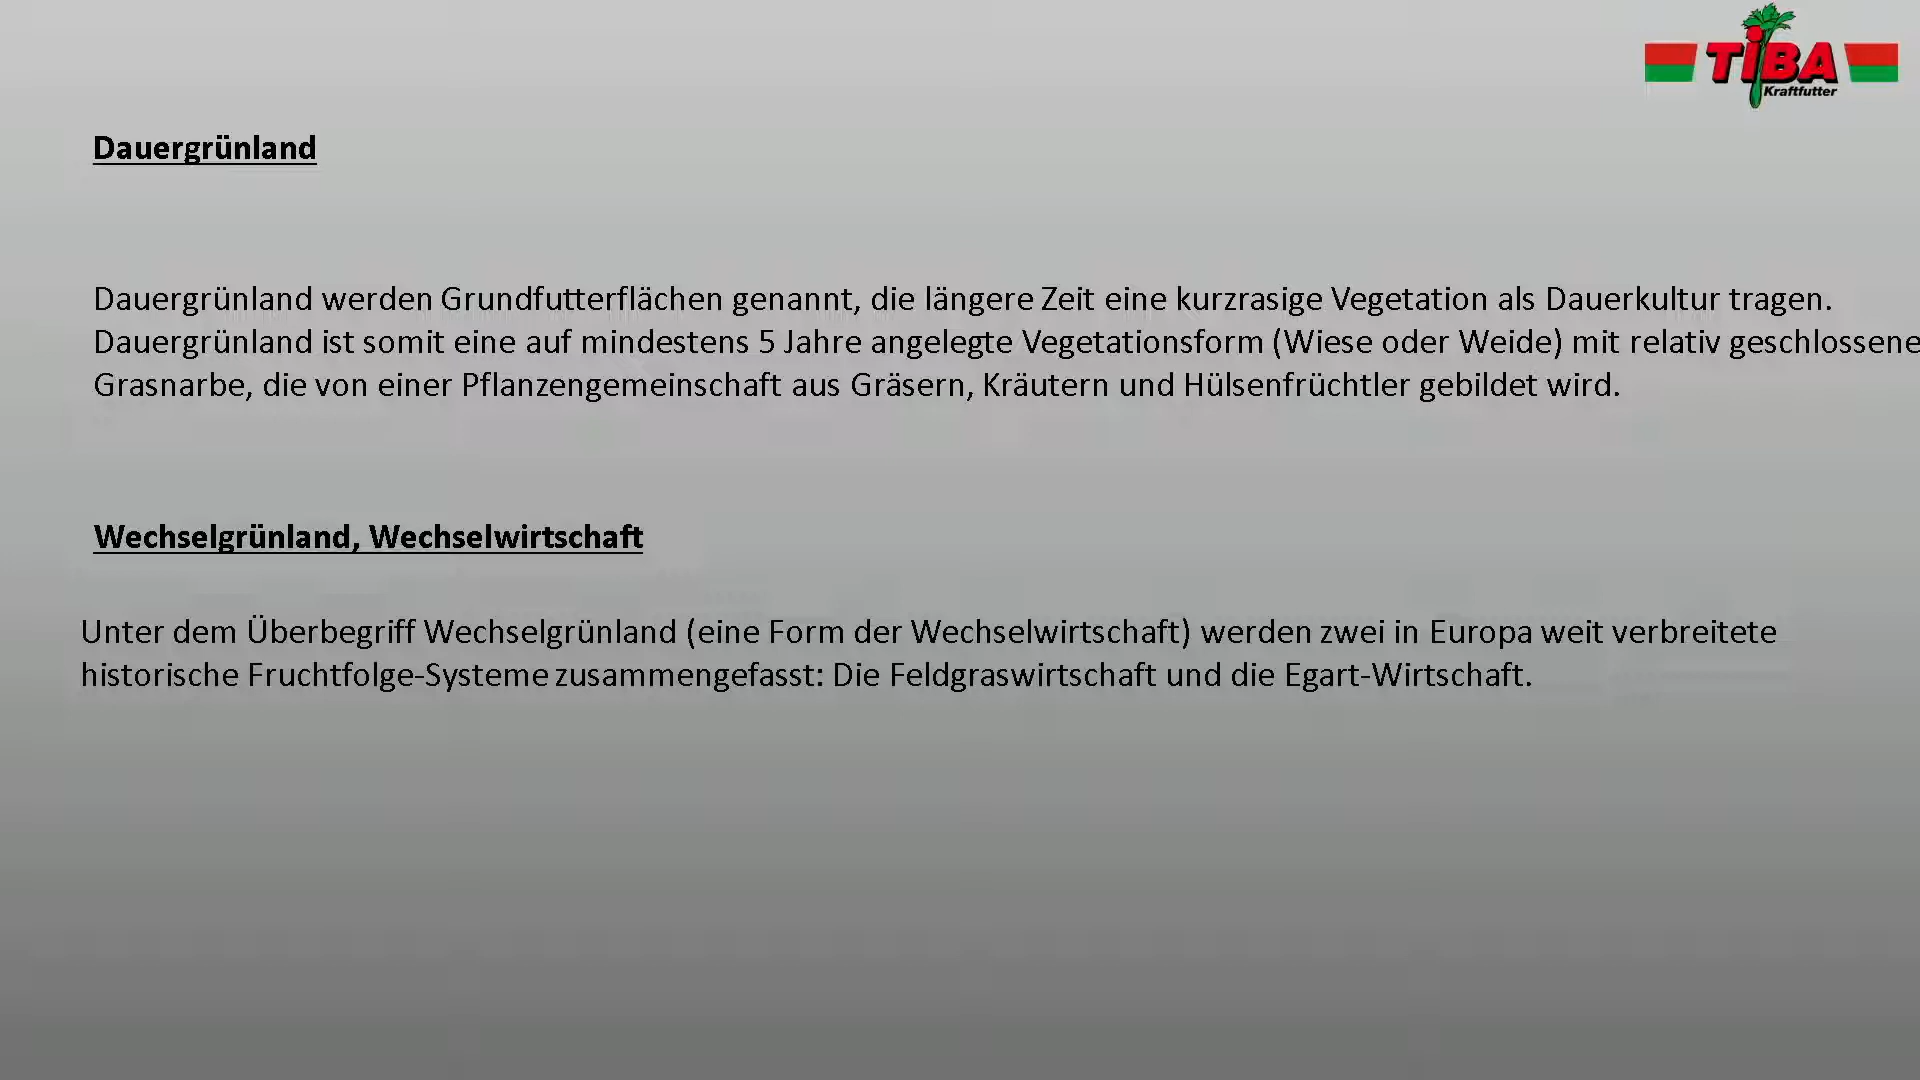 TiBA
Kraftfutter
Dauergrünland
Dauergrünland werden Grundfutterflächen genannt, die längere Zeit eine kurzrasige Vegetation als Dauerkultur tragen.
Dauergrünland ist somit eine auf mindestens 5 Jahre angelegte Vegetationsform (Wiese oder Weide) mit relativ geschlossene
Grasnarbe, die von einer Pflanzengemeinschaft aus Gräsern, Kräutern und Hülsenfrüchtler gebildet wird.
Wechselgrünland, Wechselwirtschaft
Unter dem Überbegriff Wechselgrünland (eine Form der Wechselwirtschaft) werden zwei in Europa weit verbreitete
historische Fruchtfolge-Systeme zusammengefasst: Die Feldgraswirtschaft und die Egart-Wirtschaft.